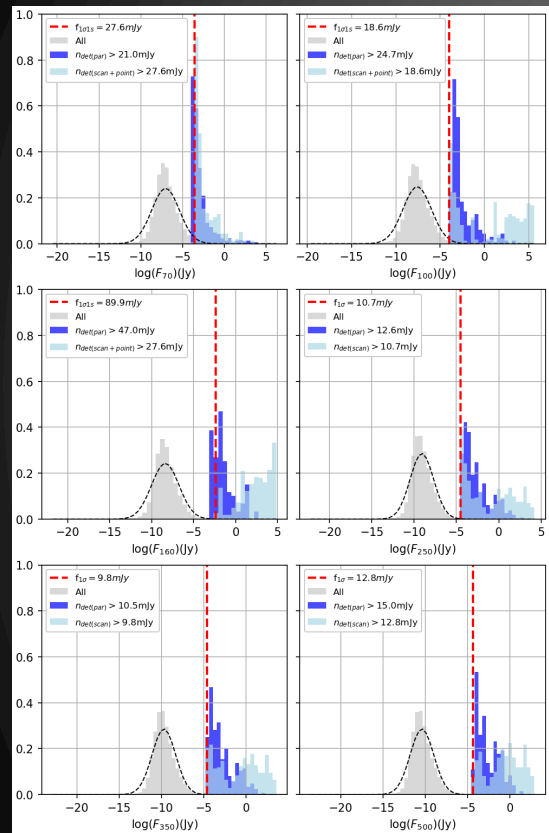 1.0
0.8
0.6
0.4
0.2
0.0
f1σ1s = 27.6mJy
All
ndet(par) > 21.0mJy
ndet(scan + point) > 27.6mJy
−20 −15 −10 −5 0 5
log(F70)(Jy)
f1σ1s = 18.6mJy
All
ndet(par) > 24.7mJy
ndet(scan + point) > 18.6mJy
−20 −15 −10 −5 0 5
log(F100)(Jy)
1.0
0.8
0.6
0.4
0.2
0.0
f1σ1s = 89.9mJy
All
ndet(par) > 47.0mJy
ndet(scan + point) > 27.6mJy
−20 −15 −10 −5 0 5
log(F160)(Jy)
f1σ = 10.7mJy
All
ndet(par) > 12.6mJy
ndet(scan) > 10.7mJy
−20 −15 −10 −5 0
log(F250)(Jy)
1.0
0.8
0.6
0.4
0.2
0.0
f1σ = 9.8mJy
All
ndet(par) > 10.5mJy
ndet(scan) > 9.8mJy
−20 −15 −10 −5 0
log(F350)(Jy)
f1σ = 12.8mJy
All
ndet(par) > 15.0mJy
ndet(scan) > 12.8mJy
−20 −15 −10 −5 0
log(F500)(Jy)